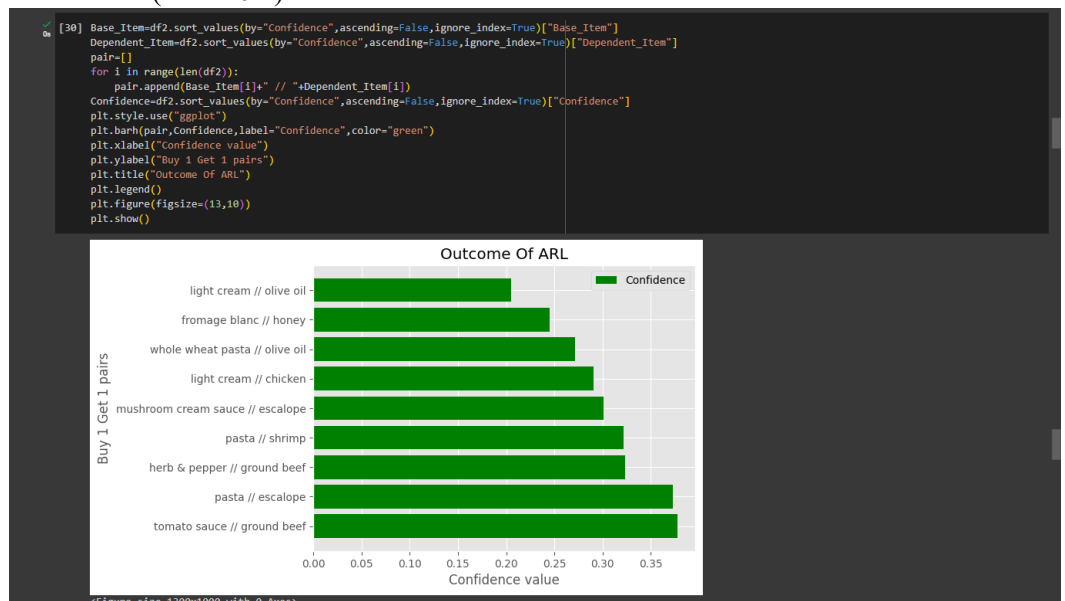 [30] Base_Item=df2.sort_values(by="Confidence",ascending=False,ignore_index=True)["Base_Item"]
0s
Dependent_Item=df2.sort_values(by="Confidence",ascending=False,ignore_index=True)["Dependent_Item"]
pair=[]
for i in range(len(df2)):
    pair.append(Base_Item[i]+" // "+Dependent_Item[i])
Confidence=df2.sort_values(by="Confidence",ascending=False,ignore_index=True)["Confidence"]
plt.style.use("ggplot")
plt.barh(pair,Confidence,label="Confidence",color="green")
plt.xlabel("Confidence value")
plt.ylabel("Buy 1 Get 1 pairs")
plt.title("Outcome Of ARL")
plt.legend()
plt.figure(figsize=(13,10))
plt.show()
Outcome Of ARL
Confidence
light cream // olive oil
fromage blanc // honey
whole wheat pasta // olive oil
light cream // chicken
mushroom cream sauce // escalope
pasta // shrimp
herb & pepper // ground beef
pasta // escalope
tomato sauce // ground beef
Buy 1 Get 1 pairs
0.00 0.05 0.10 0.15 0.20 0.25 0.30 0.35
Confidence value